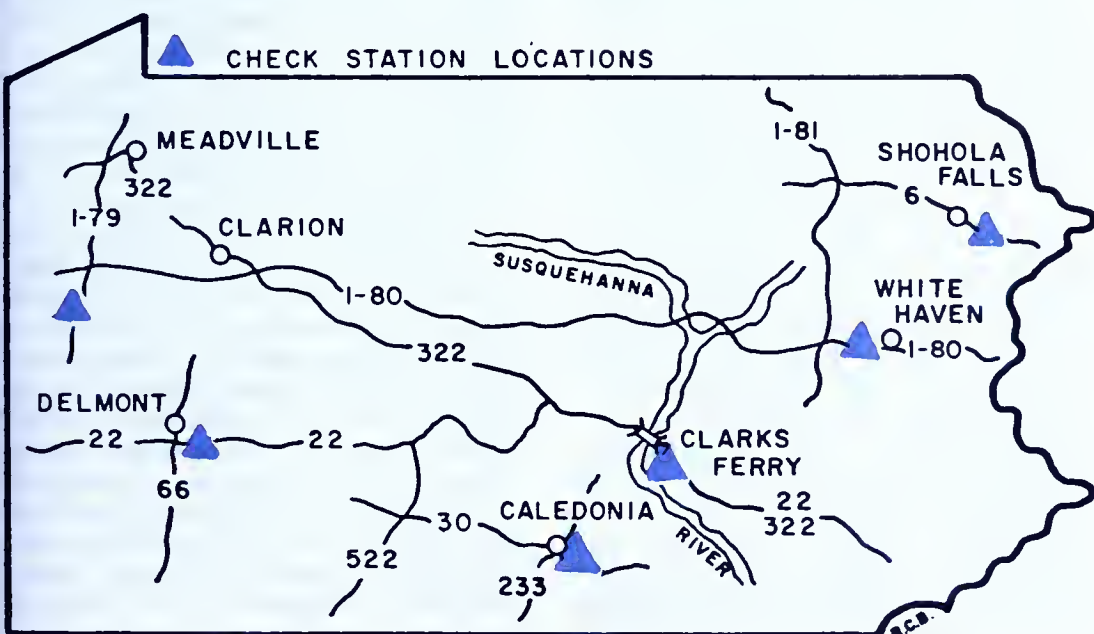 CHECK STATION LOCATIONS
MEADVILLE
322
I-79
CLARION
I-81
SHOHOLA
FALLS
6
SUSQUEHANNA
I-80
WHITE
HAVEN
I-80
322
DELMONT
22
22
66
CLARKS
FERRY
22
322
CALEDONIA
30
522
233
RIVER
R.C.B.